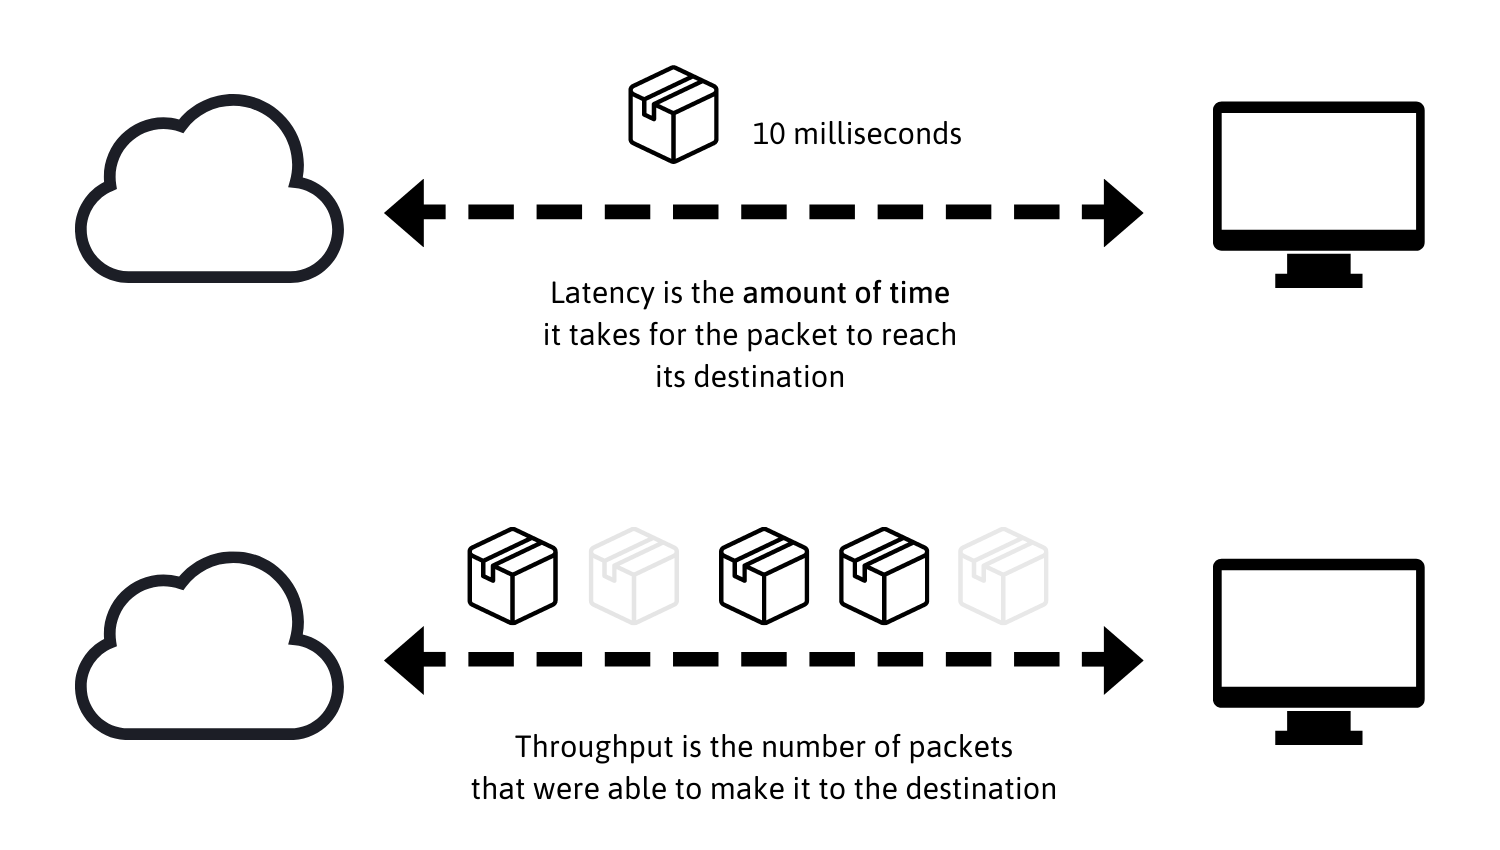 10 milliseconds
Latency is the amount of time
it takes for the packet to reach
its destination
Throughput is the number of packets
that were able to make it to the destination